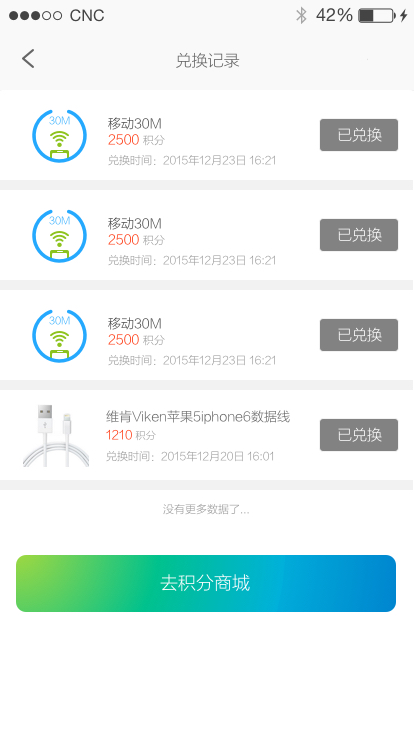 CNC
42%
兑换记录
30M
移动30M
2500 积分
兑换时间：2015年12月23日 16:21
已兑换
30M
移动30M
2500 积分
兑换时间：2015年12月23日 16:21
已兑换
30M
移动30M
2500 积分
兑换时间：2015年12月23日 16:21
已兑换
维肯Viken苹果5iphone6数据线
1210 积分
兑换时间：2015年12月20日 16:01
已兑换
没有更多数据了...
去积分商城